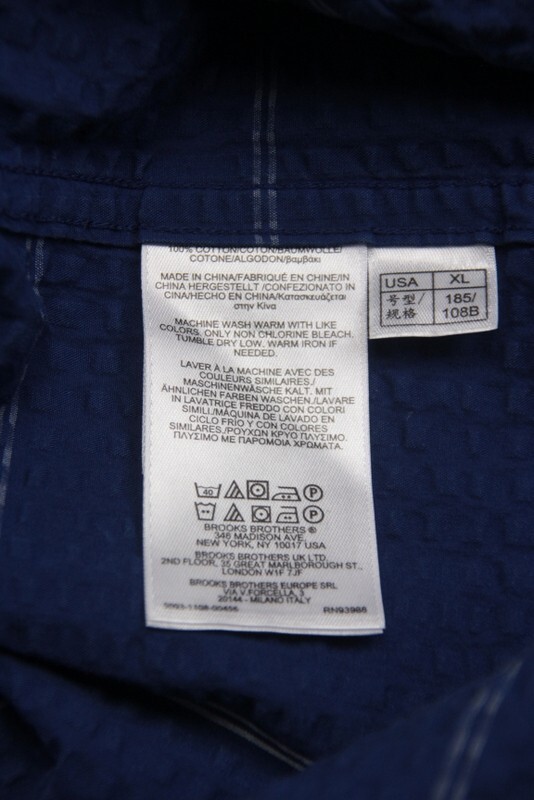 100% COTTON/COTON/BAUMWOLLE/
COTONE/ALGODON/βαμβάκι
MADE IN CHINA/FABRIQUÉ EN CHINE/IN
CHINA HERGESTELLT /CONFEZIONATO IN
CINA/HECHO EN CHINA/Κατασκευάζεται
στην Κίνα
MACHINE WASH WARM WITH LIKE
COLORS. ONLY NON CHLORINE BLEACH.
TUMBLE DRY LOW. WARM IRON IF
NEEDED.
LAVER À LA MACHINE AVEC DES
COULEURS SIMILAIRES./
MASCHINENWÄSCHE KALT. MIT
ÄHNLICHEN FARBEN WASCHEN./LAVARE
IN LAVATRICE FREDDO CON COLORI
SIMILI./MÁQUINA DE LAVADO EN
CICLO FRÍO Y CON COLORES
SIMILARES./ΡΟΥΧΩΝ ΚΡΥΟ ΠΛΥΣΙΜΟ.
ΠΛΥΣΙΜΟ ΜΕ ΠΑΡΟΜΟΙΑ ΧΡΩΜΑΤΑ.
40 P
P
BROOKS BROTHERS ®
346 MADISON AVE.
NEW YORK, NY 10017 USA
BROOKS BROTHERS UK LTD.
2ND FLOOR, 35 GREAT MARLBOROUGH ST.,
LONDON W1F 7JF
BROOKS BROTHERS EUROPE SRL
VIA V.FORCELLA, 3
20144 - MILANO ITALY
RN93986
USA XL
号型/ 185/
规格 108B